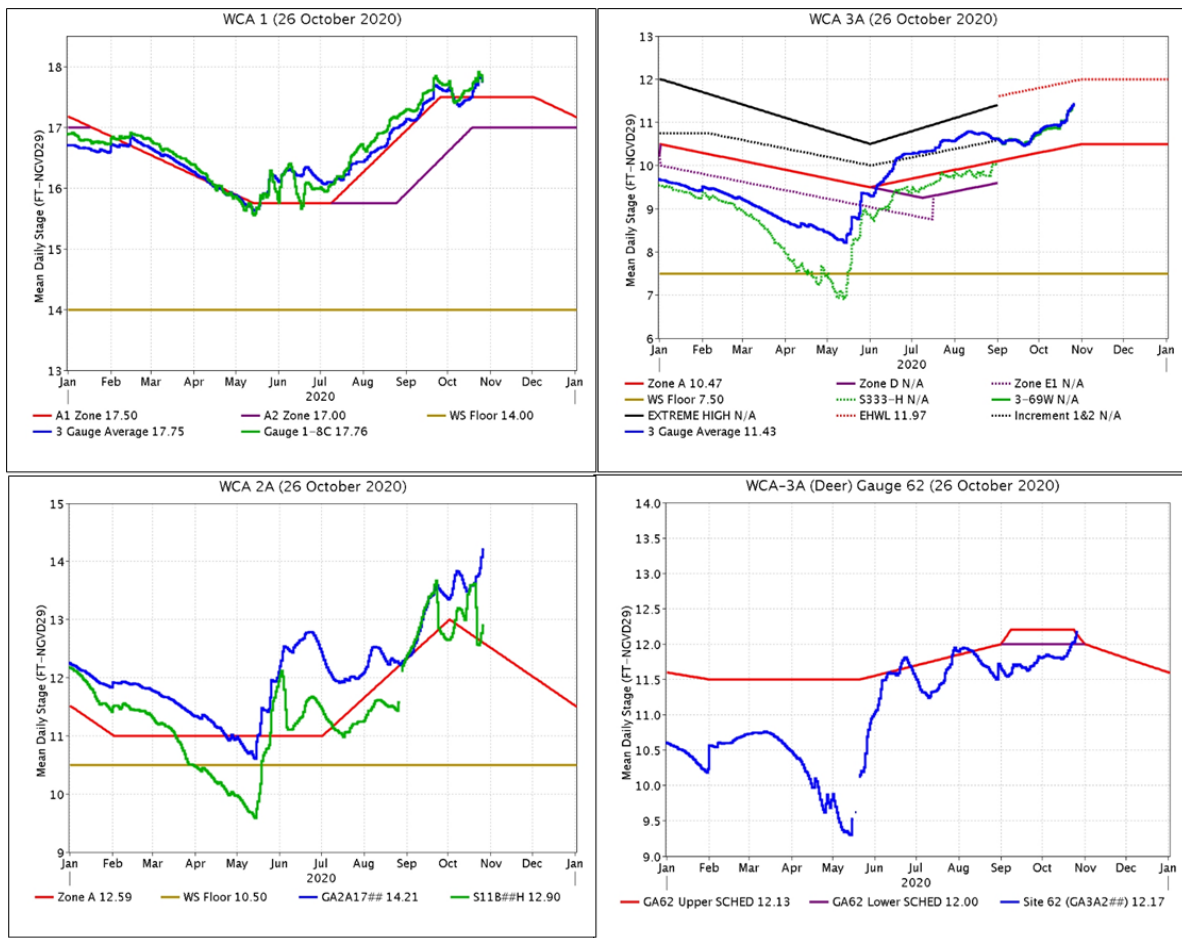 WCA 1 (26 October 2020)
Mean Daily Stage (FT-NGVD29)
18
17
16
15
14
13
Jan Feb Mar Apr May Jun Jul Aug Sep Oct Nov Dec Jan
2020
A1 Zone 17.50 A2 Zone 17.00 WS Floor 14.00
3 Gauge Average 17.75 Gauge 1-8C 17.76
WCA 3A (26 October 2020)
Mean Daily Stage (FT-NGVD29)
13
12
11
10
9
8
7
6
Jan Feb Mar Apr May Jun Jul Aug Sep Oct Nov Dec Jan
2020
Zone A 10.47 Zone D N/A Zone E1 N/A
WS Floor 7.50 S333-H N/A 3-69W N/A
EXTREME HIGH N/A EHWL 11.97 Increment 1&2 N/A
3 Gauge Average 11.43
WCA 2A (26 October 2020)
Mean Daily Stage (FT-NGVD29)
15
14
13
12
11
10
9
Jan Feb Mar Apr May Jun Jul Aug Sep Oct Nov Dec Jan
2020
Zone A 12.59 WS Floor 10.50 GA2A17## 14.21 S11B##H 12.90
WCA-3A (Deer) Gauge 62 (26 October 2020)
Mean Daily Stage (FT-NGVD29)
14.0
13.5
13.0
12.5
12.0
11.5
11.0
10.5
10.0
9.5
9.0
Jan Feb Mar Apr May Jun Jul Aug Sep Oct Nov Dec Jan
2020
GA62 Upper SCHED 12.13 GA62 Lower SCHED 12.00 Site 62 (GA3A2##) 12.17